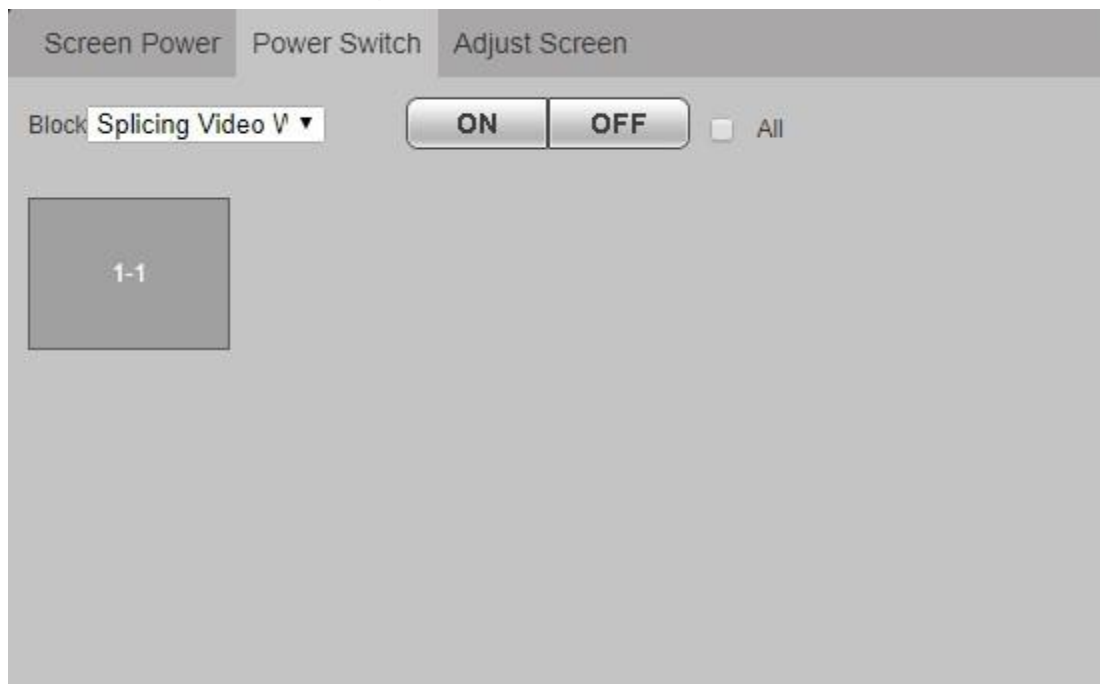 Screen Power Power Switch Adjust Screen
Block Splicing Video V ON OFF All
1-1